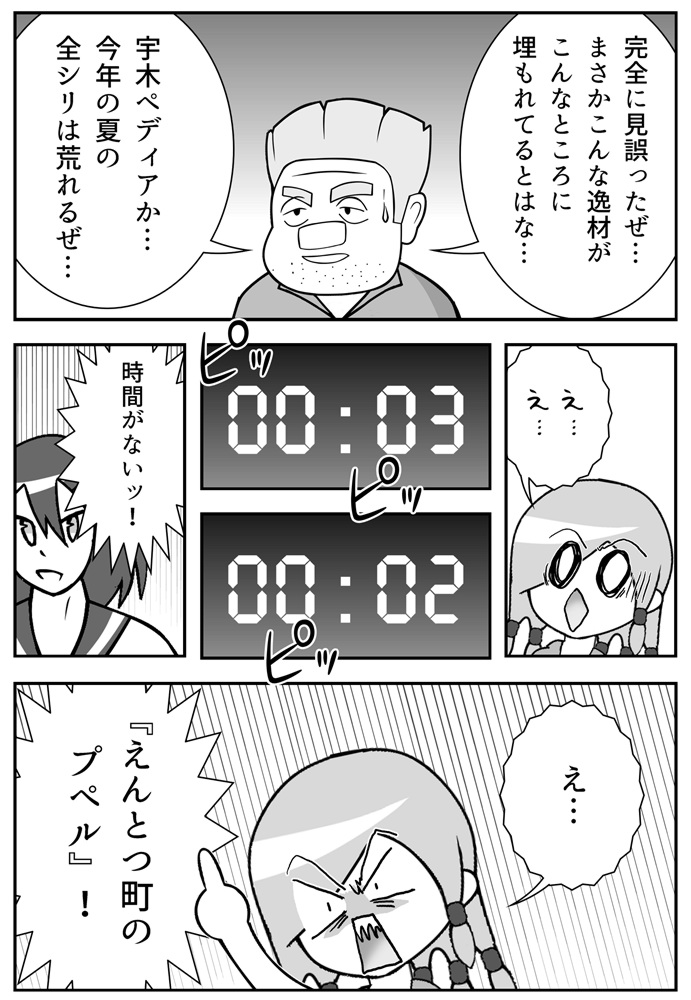 完全に見誤ったぜ…
まさかこんな逸材が
こんなところに
埋もれてるとはな…
宇木ペディアか…
今年の夏の
全シリは荒れるぜ…
ええ…
え…
ピッ
00:03
ピッ
00:02
ピッ
時間がないッ!
え…
『えんとつ町の
プペル』!